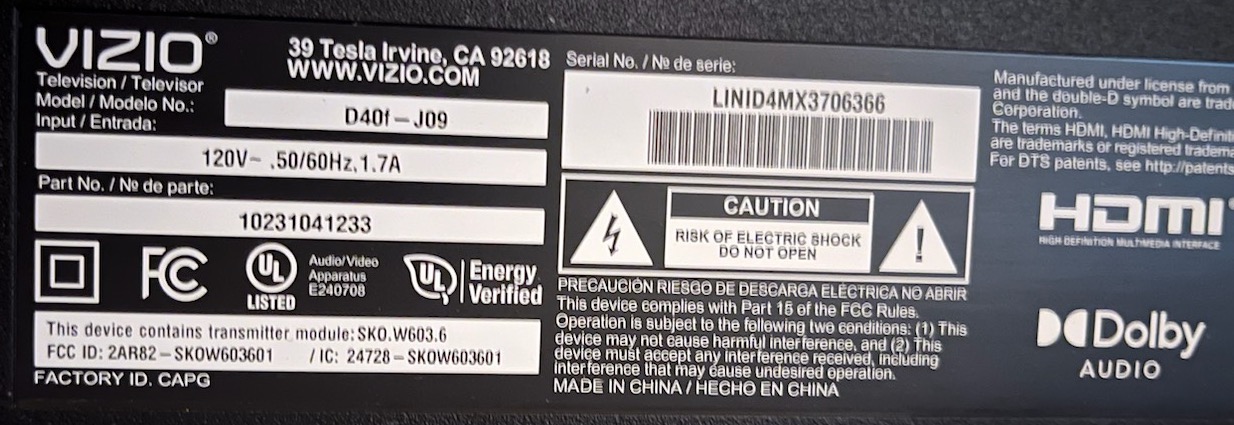 VIZIO®
39 Tesla Irvine, CA 92618
WWW.VIZIO.COM
Television / Televisor
Model / Modelo No.:
D40f – J09
Input / Entrada:
120V~ .50/60Hz, 1.7A
Part No. / № de parte:
10231041233
FC
UL
LISTED
Audio/Video
Apparatus
E240708
UL
Energy
Verified
This device contains transmitter module: SKO.W603.6
FCC ID: 2AR82 – SKOW603601 / IC: 24728 – SKOW603601
FACTORY ID. CAPG
Serial No. / № de serie:
LINID4MX3706366
CAUTION
RISK OF ELECTRIC SHOCK
DO NOT OPEN
PRECAUCIÓN RIESGO DE DESCARGA ELÉCTRICA NO ABRIR
This device complies with Part 15 of the FCC Rules.
Operation is subject to the following two conditions: (1) This
device may not cause harmful interference, and (2) This
device must accept any interference received, including
interference that may cause undesired operation.
MADE IN CHINA / HECHO EN CHINA
Manufactured under license from
and the double-D symbol are trad
Corporation.
The terms HDMI, HDMI High-Definiti
are trademarks or registered tradema
For DTS patents, see http://patents
HDMI
HIGH DEFINITION MULTIMEDIA INTERFACE
Dolby
AUDIO